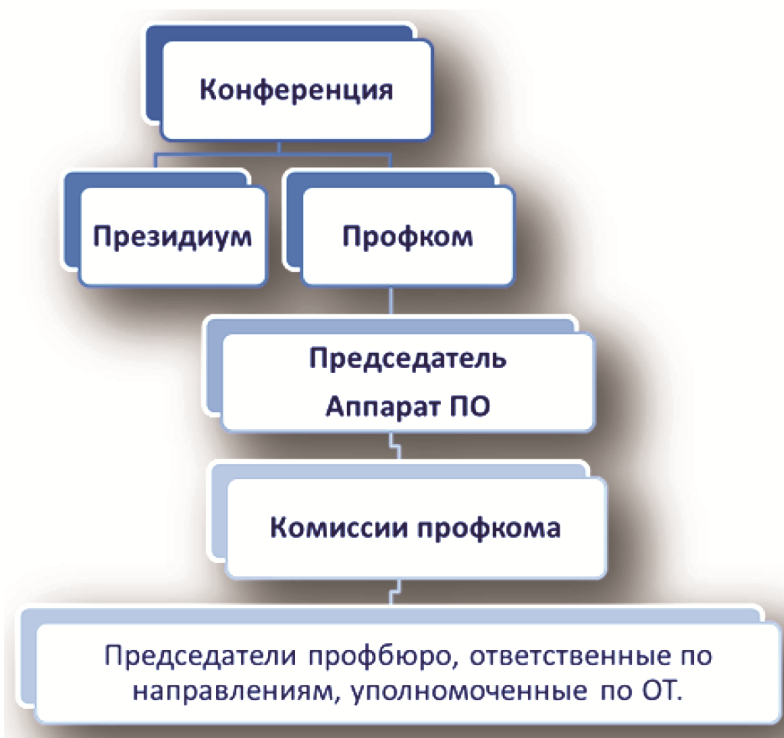 Конференция
Президиум
Профком
Председатель
Аппарат ПО
Комиссии профкома
Председатели профбюро, ответственные по
направлениям, уполномоченные по ОТ.